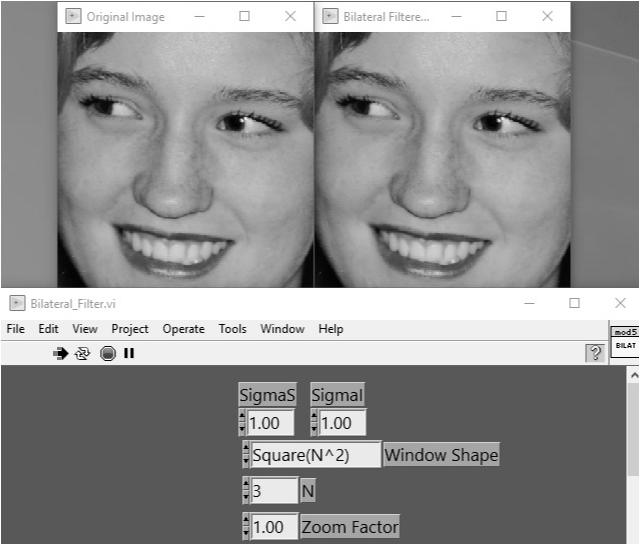 Original Image
Bilateral Filtere...
Bilateral_Filter.vi
File Edit View Project Operate Tools Window Help
mod5
BILAT
?
SigmaS SigmaI
1.00 1.00
Square(N^2) Window Shape
3 N
1.00 Zoom Factor